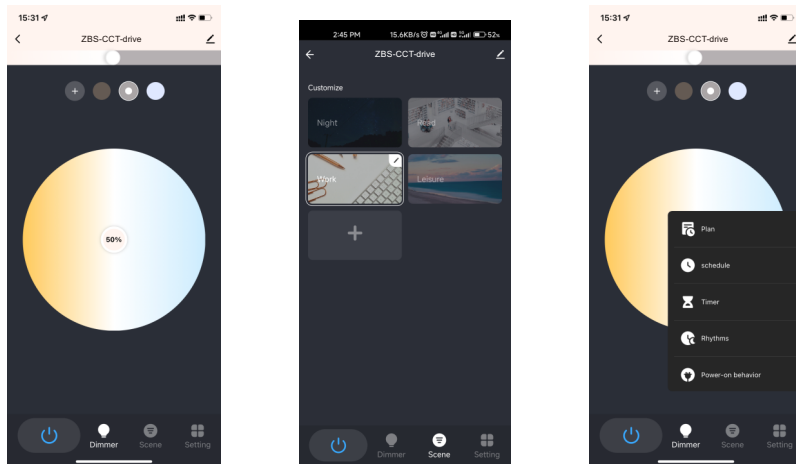 15:31
ZBS-CCT-drive
+
50%
Dimmer
Scene
Setting
2:45 PM 15.6KB/s 52%
ZBS-CCT-drive
Customize
Night
Read
Work
Leisure
+
Dimmer
Scene
Setting
15:31
ZBS-CCT-drive
+
Plan
schedule
Timer
Rhythms
Power-on behavior
Dimmer
Scene
Setting